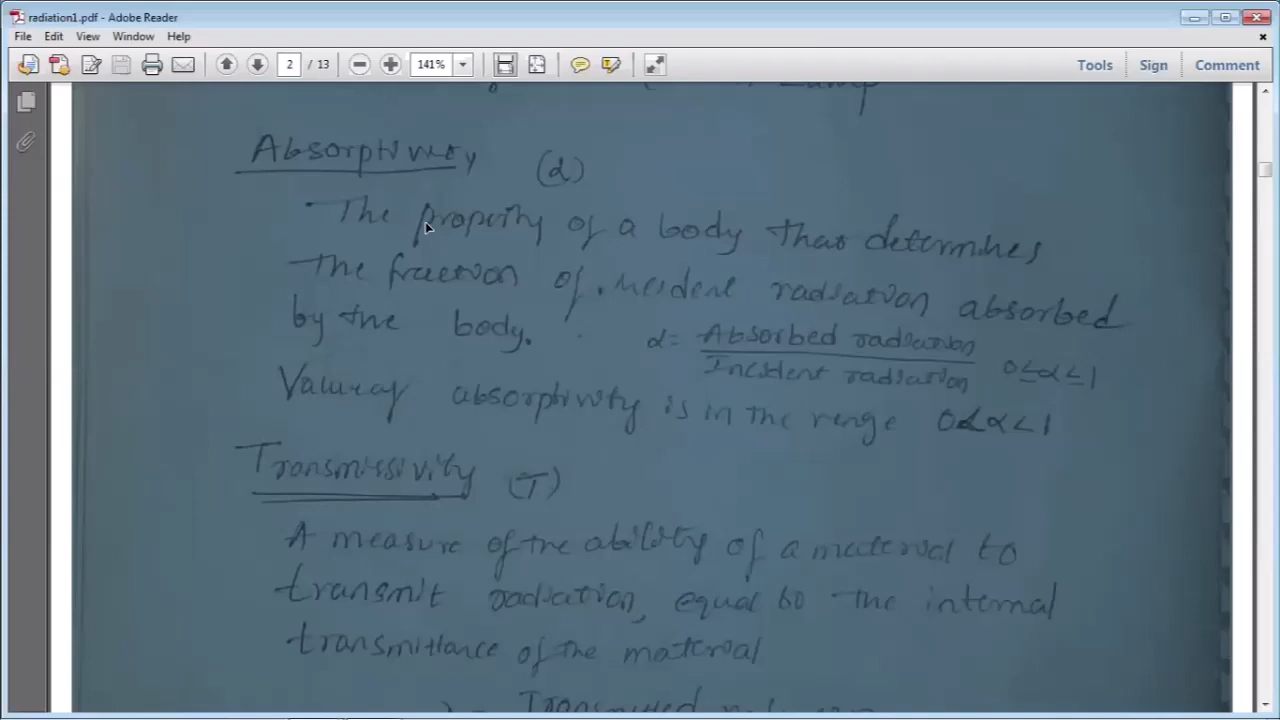 radiation1.pdf - Adobe Reader
File Edit View Window Help
2 / 13 141% Tools Sign Comment
Lamp
Absorptivity (α)
The property of a body that determines
the fraction of incident radiation absorbed
by the body. α = Absorbed radiation
Incident radiation 0≤α≤1
Value of absorptivity is in the range 0<α<1
Transmissivity (T)
A measure of the ability of a material to
transmit radiation, equal to the internal
transmittance of the material
Transmitted